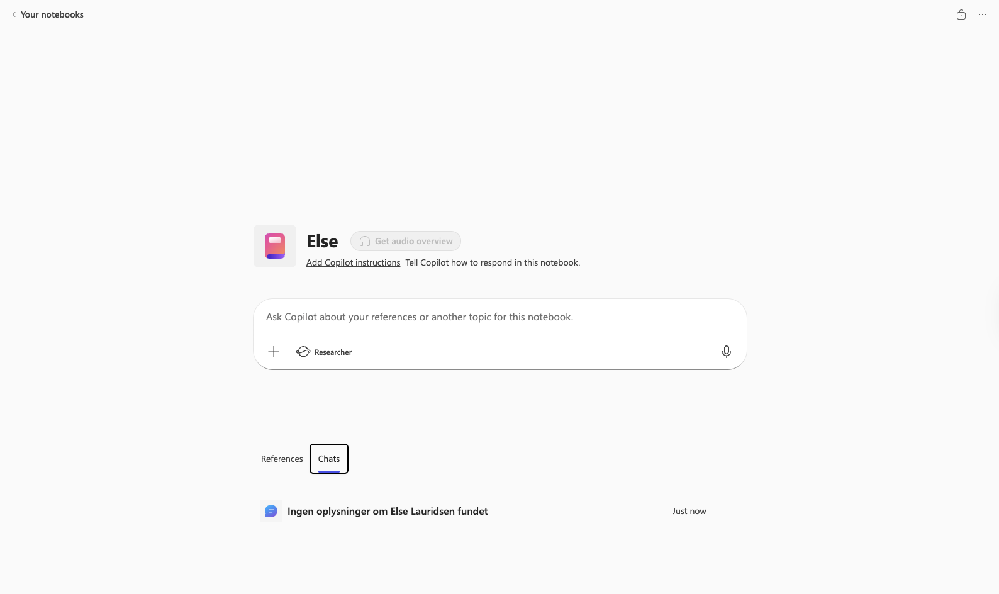 Your notebooks
Else
Get audio overview
Add Copilot instructions Tell Copilot how to respond in this notebook.
Ask Copilot about your references or another topic for this notebook.
Researcher
References Chats
Ingen oplysninger om Else Lauridsen fundet Just now